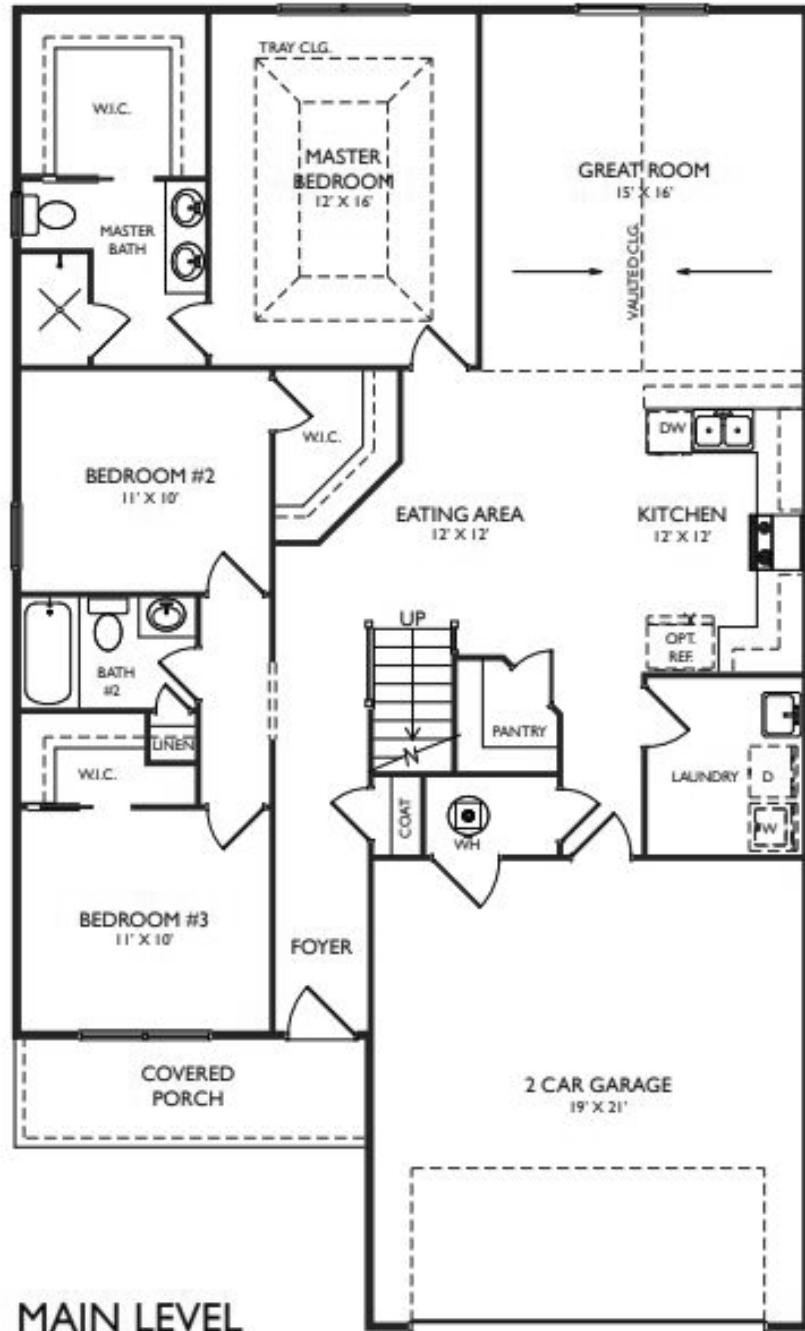 TRAY CLG.
W.I.C.
MASTER
BEDROOM
12' X 16'
GREAT ROOM
15' X 16'
MASTER
BATH
VAULTED CLG.
W.I.C.
BEDROOM #2
11' X 10'
EATING AREA
12' X 12'
DW
KITCHEN
12' X 12'
UP
OPT.
REF.
BATH
#2
PANTRY
LINEN
W.I.C.
LAUNDRY
D
W
COAT
WH
BEDROOM #3
11' X 10'
FOYER
COVERED
PORCH
2 CAR GARAGE
19' X 21'
MAIN LEVEL